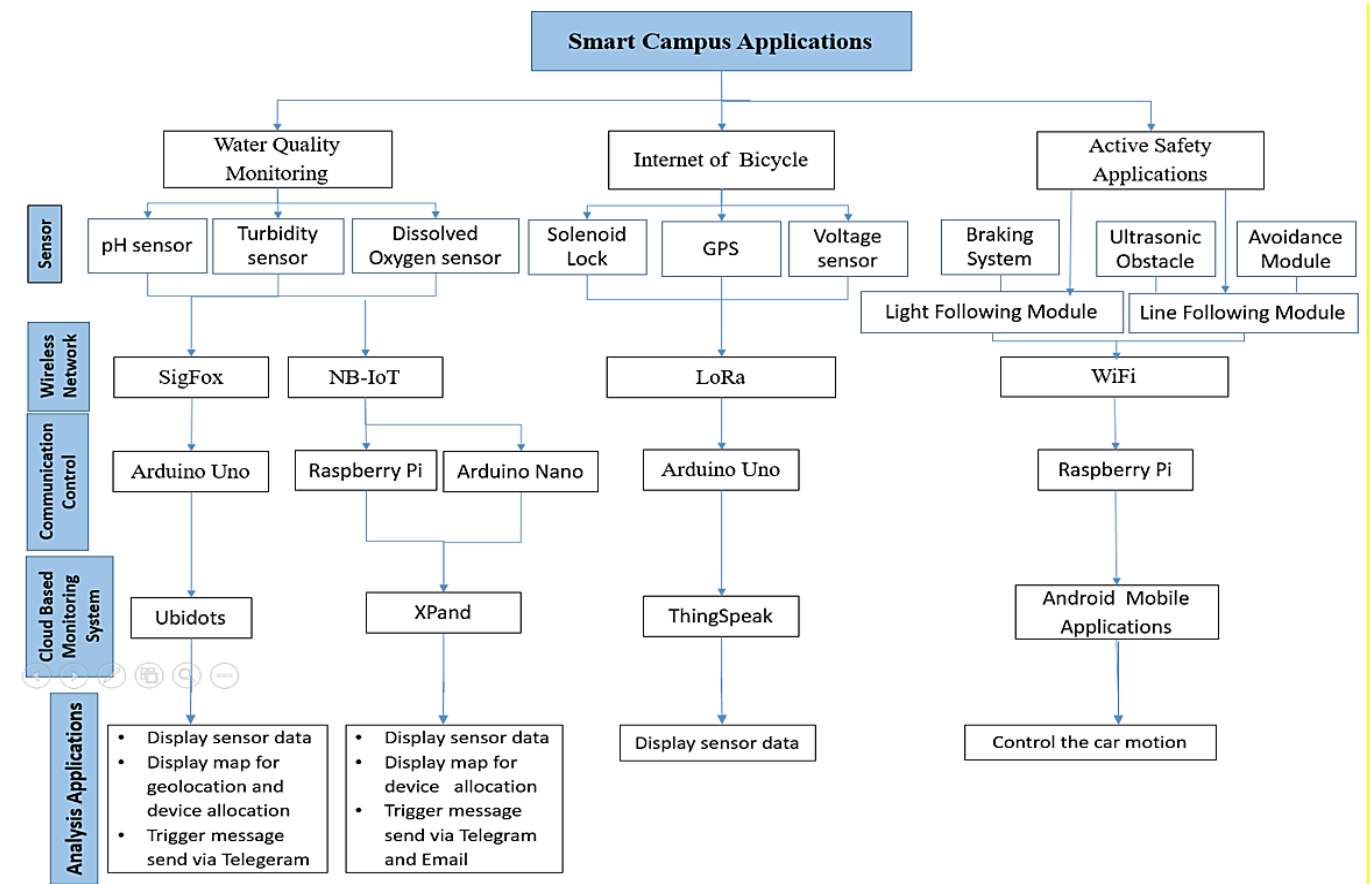 Smart Campus Applications
Water Quality
Monitoring
Internet of Bicycle
Active Safety
Applications
Sensor
pH sensor
Turbidity
sensor
Dissolved
Oxygen sensor
Solenoid
Lock
GPS
Voltage
sensor
Braking
System
Ultrasonic
Obstacle
Avoidance
Module
Light Following Module
Line Following Module
Wireless
Network
SigFox
NB-IoT
LoRa
WiFi
Communication
Control
Arduino Uno
Raspberry Pi
Arduino Nano
Arduino Uno
Raspberry Pi
Cloud Based
Monitoring
System
Ubidots
XPand
ThingSpeak
Android Mobile
Applications
Analysis Applications
• Display sensor data
• Display map for
geolocation and
device allocation
• Trigger message
send via Telegeram
• Display sensor data
• Display map for
device allocation
• Trigger message
send via Telegram
and Email
Display sensor data
Control the car motion